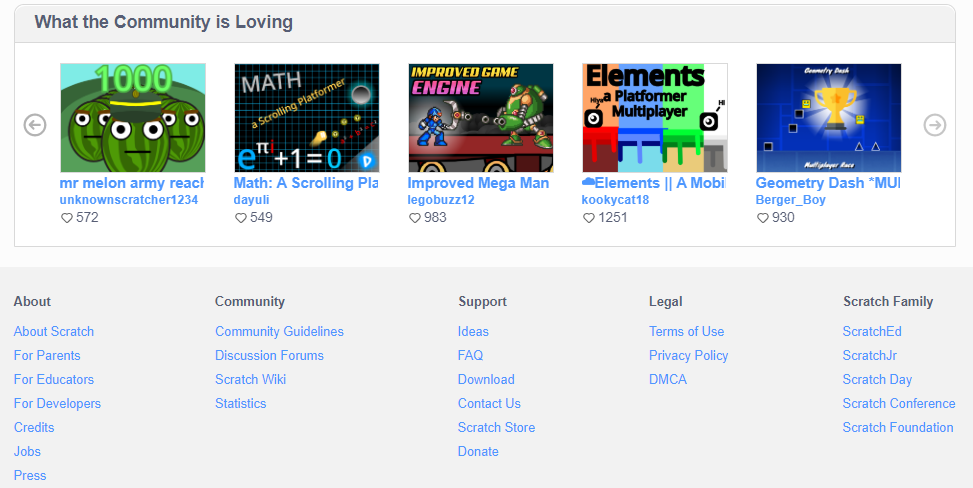 What the Community is Loving
1000
MATH
a Scrolling Platformer
e^πi+1=0
IMPROVED GAME
ENGINE
Elements
Hiya
a Platformer
Multiplayer
HI
Geometry Dash
Multiplayer Race
mr melon army reach
unknownscratcher1234
572
Math: A Scrolling Pla
dayuli
549
Improved Mega Man
legobuzz12
983
Elements || A Mobi
kookycat18
1251
Geometry Dash *MUL
Berger_Boy
930
About
About Scratch
For Parents
For Educators
For Developers
Credits
Jobs
Press
Community
Community Guidelines
Discussion Forums
Scratch Wiki
Statistics
Support
Ideas
FAQ
Download
Contact Us
Scratch Store
Donate
Legal
Terms of Use
Privacy Policy
DMCA
Scratch Family
ScratchEd
ScratchJr
Scratch Day
Scratch Conference
Scratch Foundation